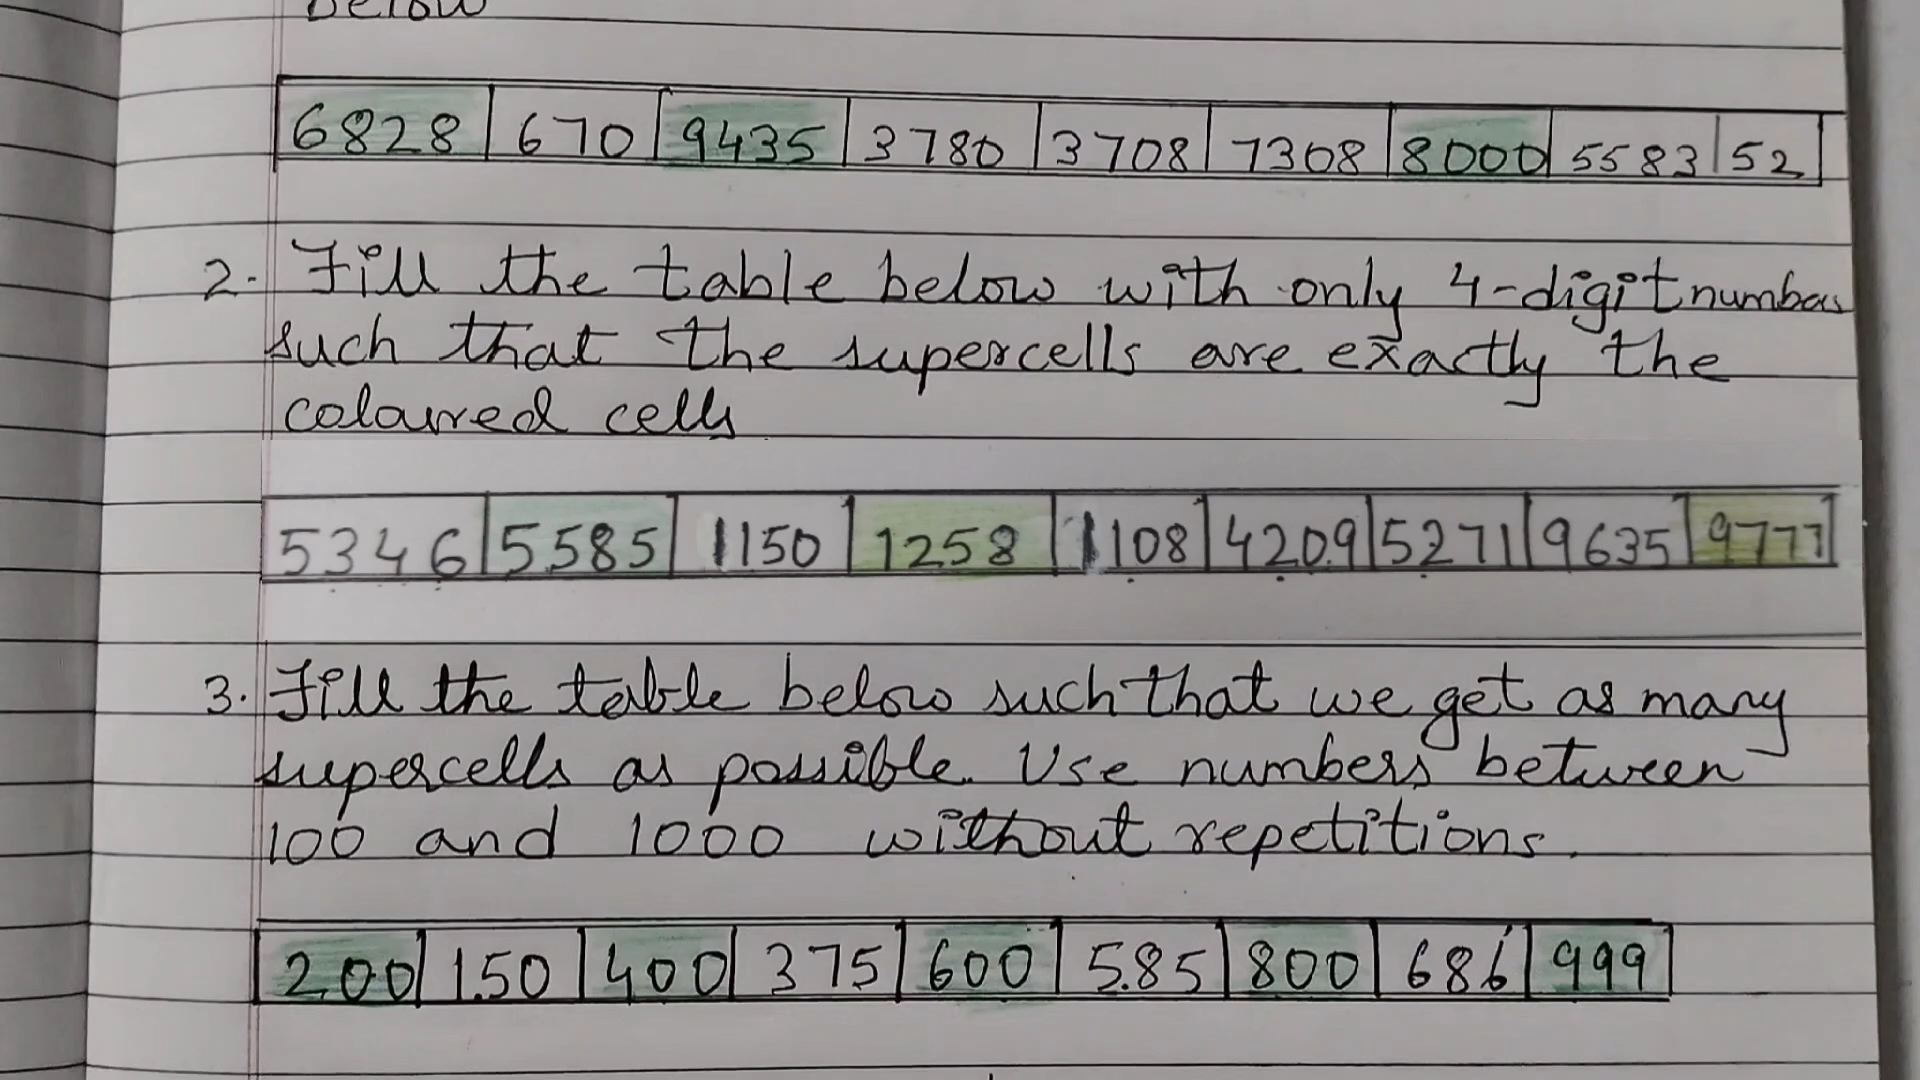 Below
6828 670 9435 3780 3708 7308 8000 5583 52
2. Fill the table below with only 4-digit numbers
such that the supercells are exactly the
coloured cells
5346 5585 1150 1258 1108 4209 5271 9635 9777
3. Fill the table below such that we get as many
supercells as possible. Use numbers between
100 and 1000 without repetitions.
200 150 400 375 600 585 800 686 999